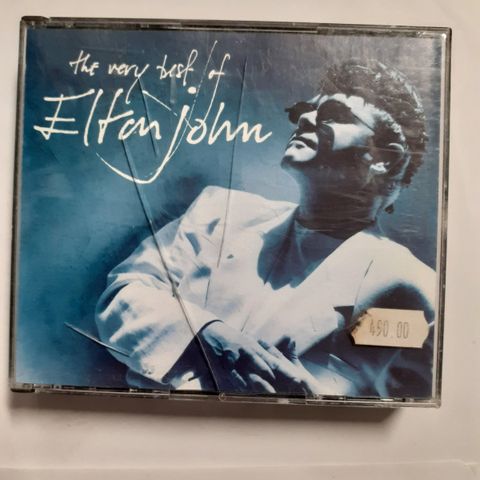 the very best of
Elton john
490.00